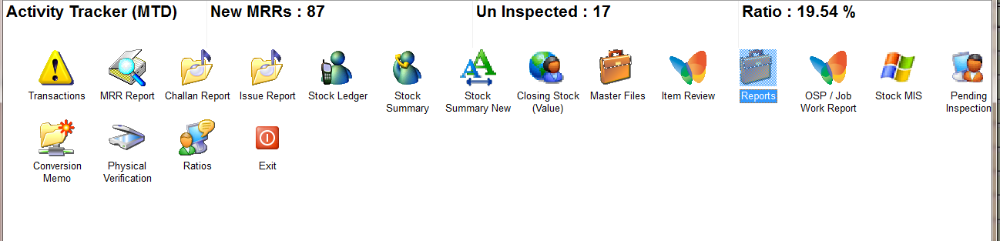 Activity Tracker (MTD) New MRRs : 87 Un Inspected : 17 Ratio : 19.54 %
Transactions MRR Report Challan Report Issue Report Stock Ledger Stock Stock Closing Stock Master Files Item Review Reports OSP / Job Stock MIS Pending
Summary Summary New (Value) Work Report Inspection
Conversion Physical Ratios Exit
Memo Verification